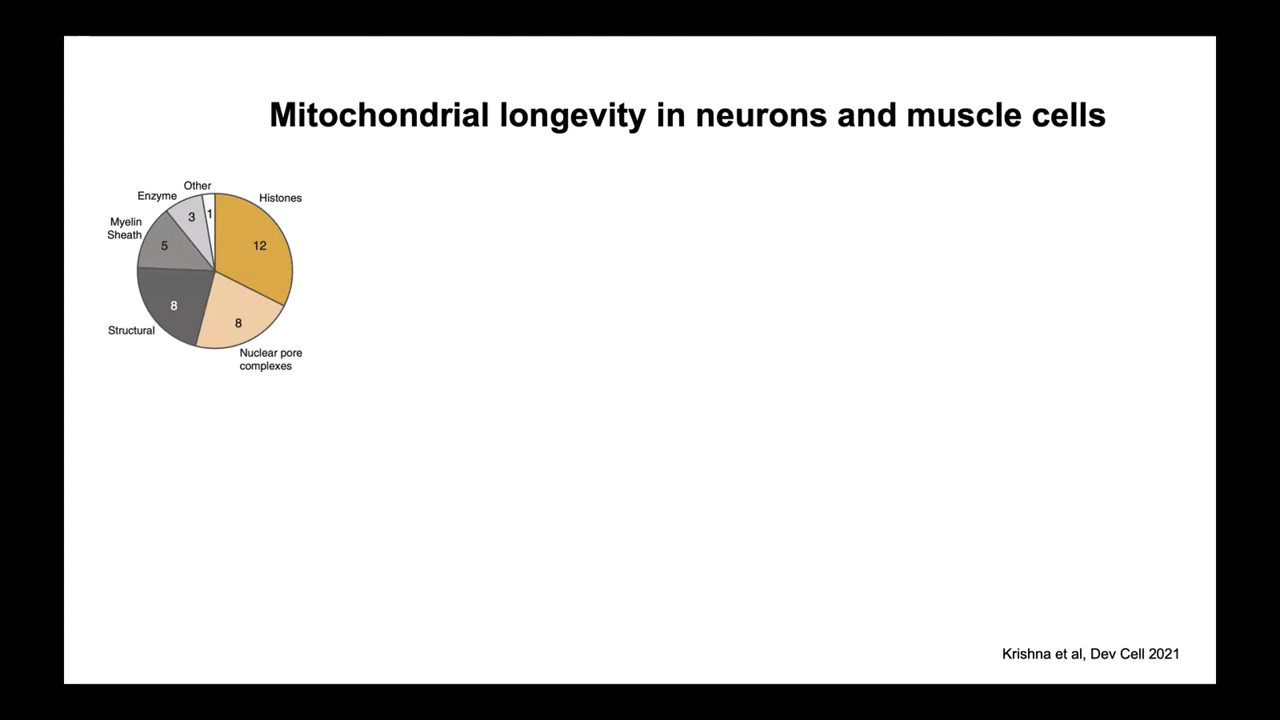 Mitochondrial longevity in neurons and muscle cells
Other
Enzyme
Histones
3
1
Myelin
Sheath
5
12
8
Structural
8
Nuclear pore
complexes
Krishna et al, Dev Cell 2021